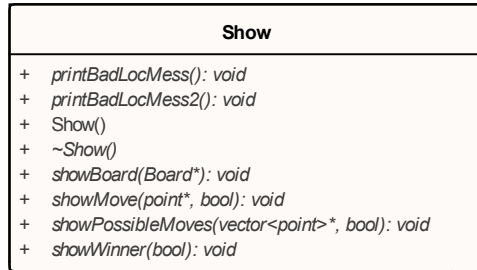 Show
+ printBadLocMess(): void
+ printBadLocMess2(): void
+ Show()
+ ~Show()
+ showBoard(Board*): void
+ showMove(point*, bool): void
+ showPossibleMoves(vector<point>*, bool): void
+ showWinner(bool): void